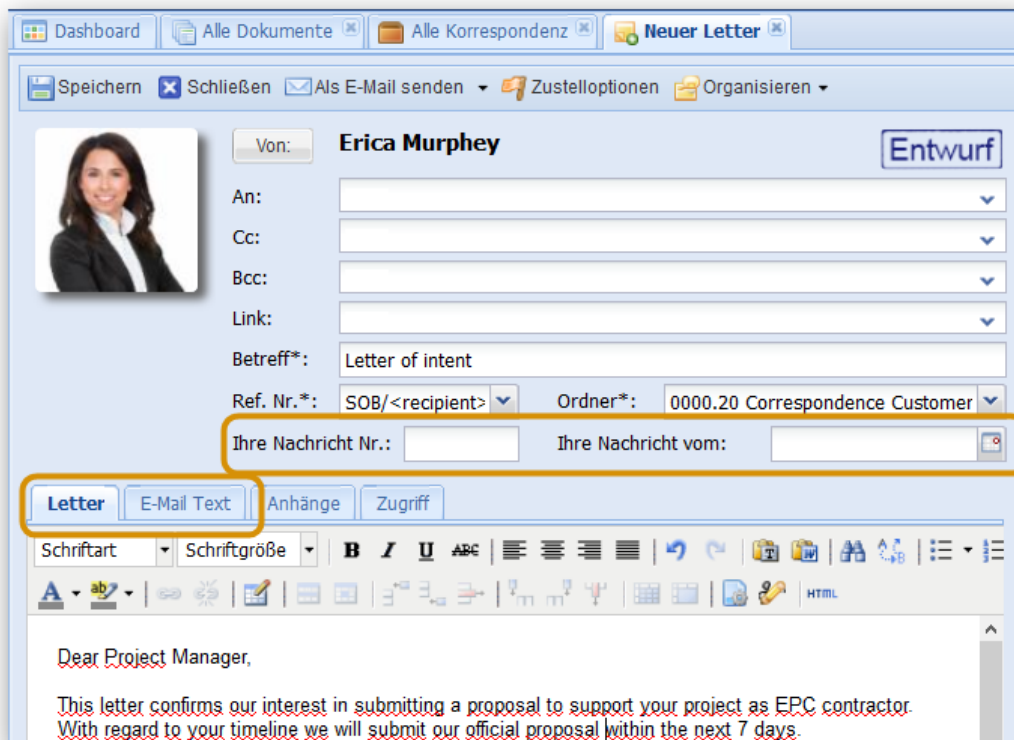 Dashboard Alle Dokumente Alle Korrespondenz Neuer Letter
Speichern Schließen Als E-Mail senden Zustelloptionen Organisieren
Von: Erica Murphey Entwurf
An:
Cc:
Bcc:
Link:
Betreff*: Letter of intent
Ref. Nr.*: SOB/<recipient> Ordner*: 0000.20 Correspondence Customer
Ihre Nachricht Nr.: Ihre Nachricht vom:
Letter E-Mail Text Anhänge Zugriff
Schriftart Schriftgröße B I U ABC
A ab HTML
Dear Project Manager,
This letter confirms our interest in submitting a proposal to support your project as EPC contractor.
With regard to your timeline we will submit our official proposal within the next 7 days.